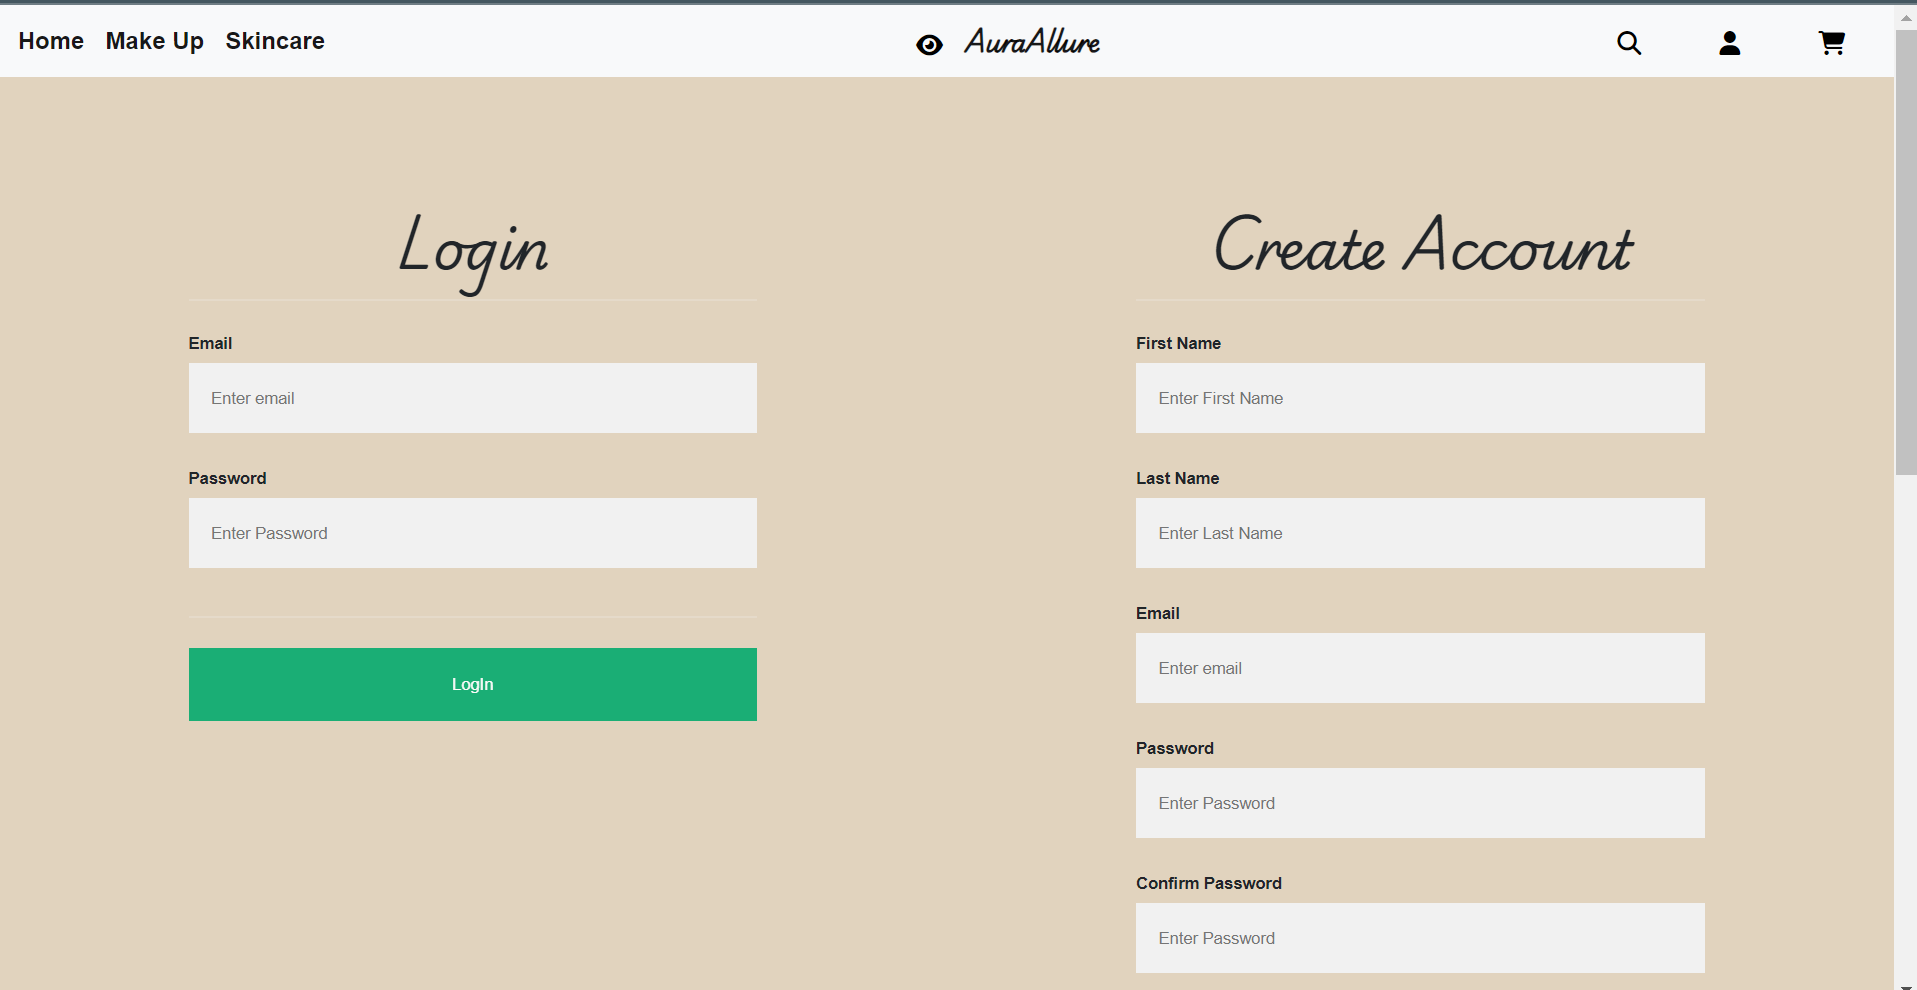 Home Make Up Skincare
AuraAllure
Login
Email
Enter email
Password
Enter Password
LogIn
Create Account
First Name
Enter First Name
Last Name
Enter Last Name
Email
Enter email
Password
Enter Password
Confirm Password
Enter Password